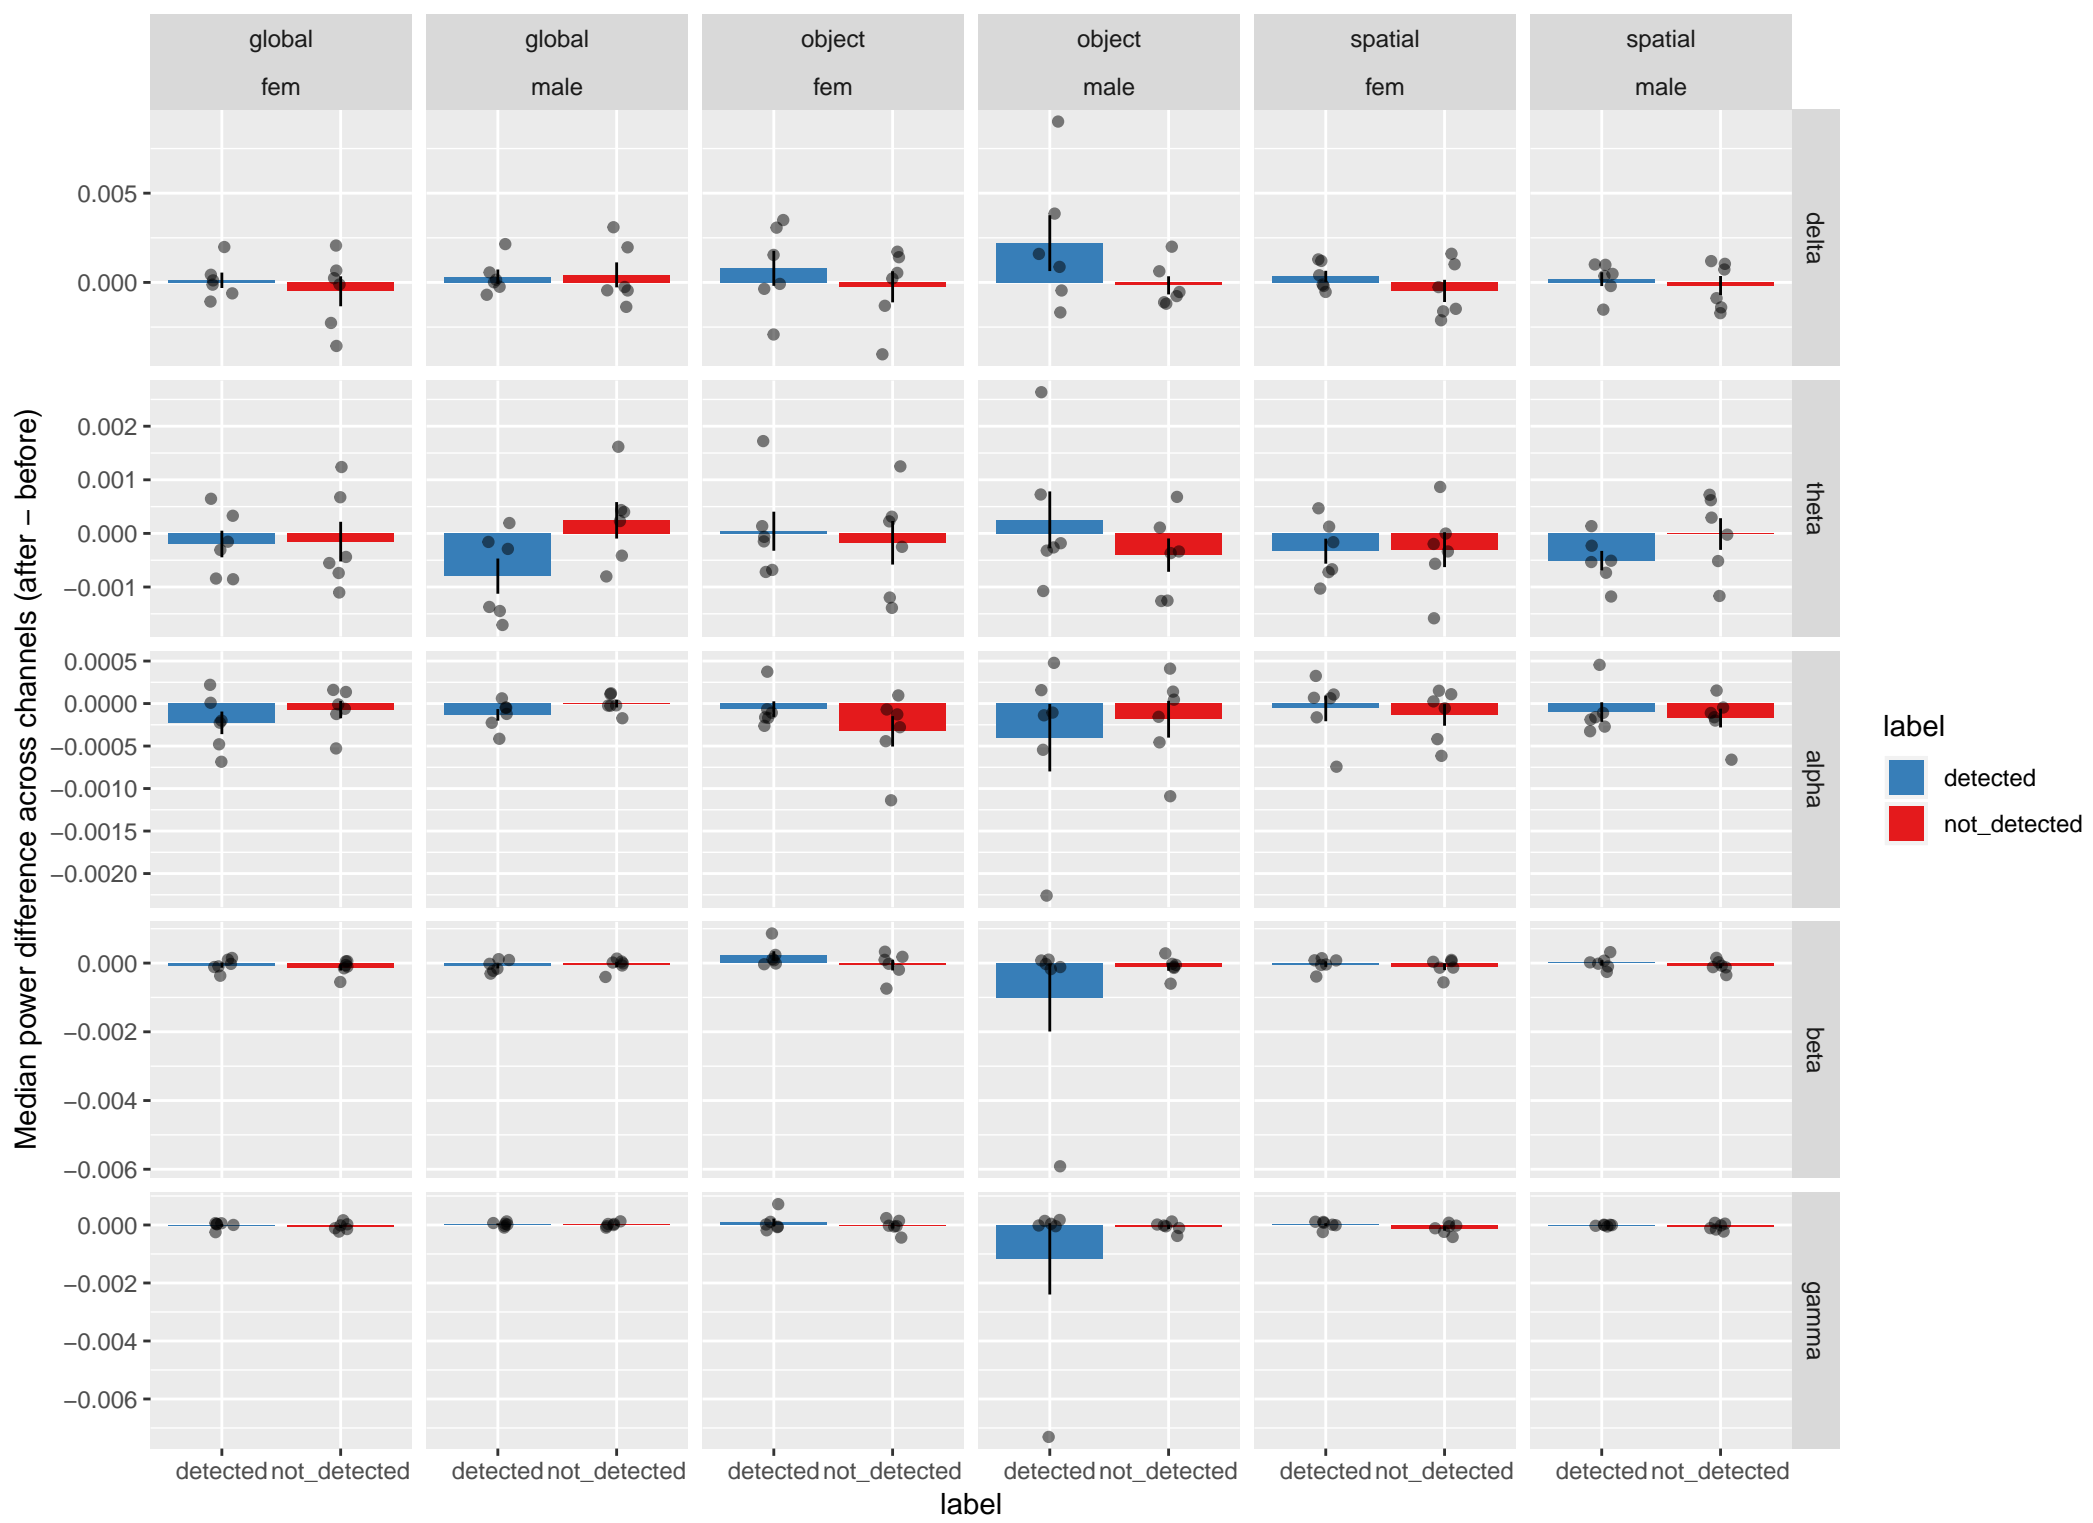 global global object object spatial spatial
fem male fem male fem male
0.005
0.000
delta
0.002
0.001
0.000
−0.001
theta
0.0005
0.0000
−0.0005
−0.0010
−0.0015
−0.0020
alpha
0.000
−0.002
−0.004
−0.006
beta
0.000
−0.002
−0.004
−0.006
gamma
Median power difference across channels (after − before)
detected not_detected detected not_detected detected not_detected detected not_detected detected not_detected detected not_detected
label
label
detected
not_detected